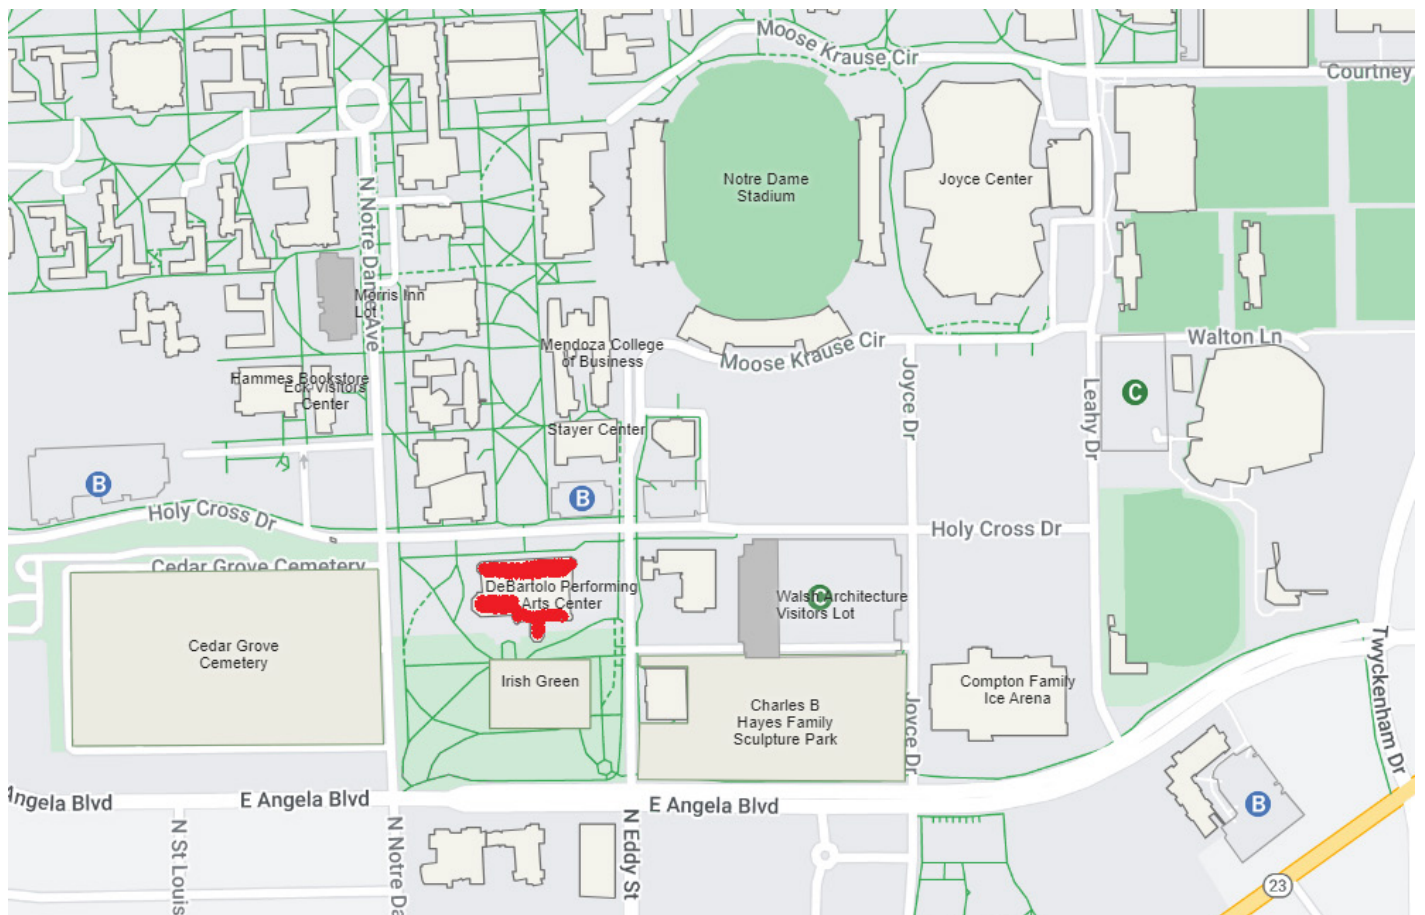 Moose Krause Cir
Courtney
Notre Dame
Stadium
Joyce Center
N Notre Dame Ave
Morris Inn
Lot
Mendoza College
of Business
Moose Krause Cir
Walton Ln
Hammes Bookstore
Eck Visitors
Center
Joyce Dr
Leahy Dr
C
Stayer Center
B
B
Holy Cross Dr
Holy Cross Dr
Cedar Grove Cemetery
DeBartolo Performing
Arts Center
Walsh Architecture
Visitors Lot
C
Cedar Grove
Cemetery
Irish Green
Charles B
Hayes Family
Sculpture Park
Compton Family
Ice Arena
Joyce Dr
Twyckenham Dr
Angela Blvd
E Angela Blvd
E Angela Blvd
B
N St Louis
N Notre Da
N Eddy St
23